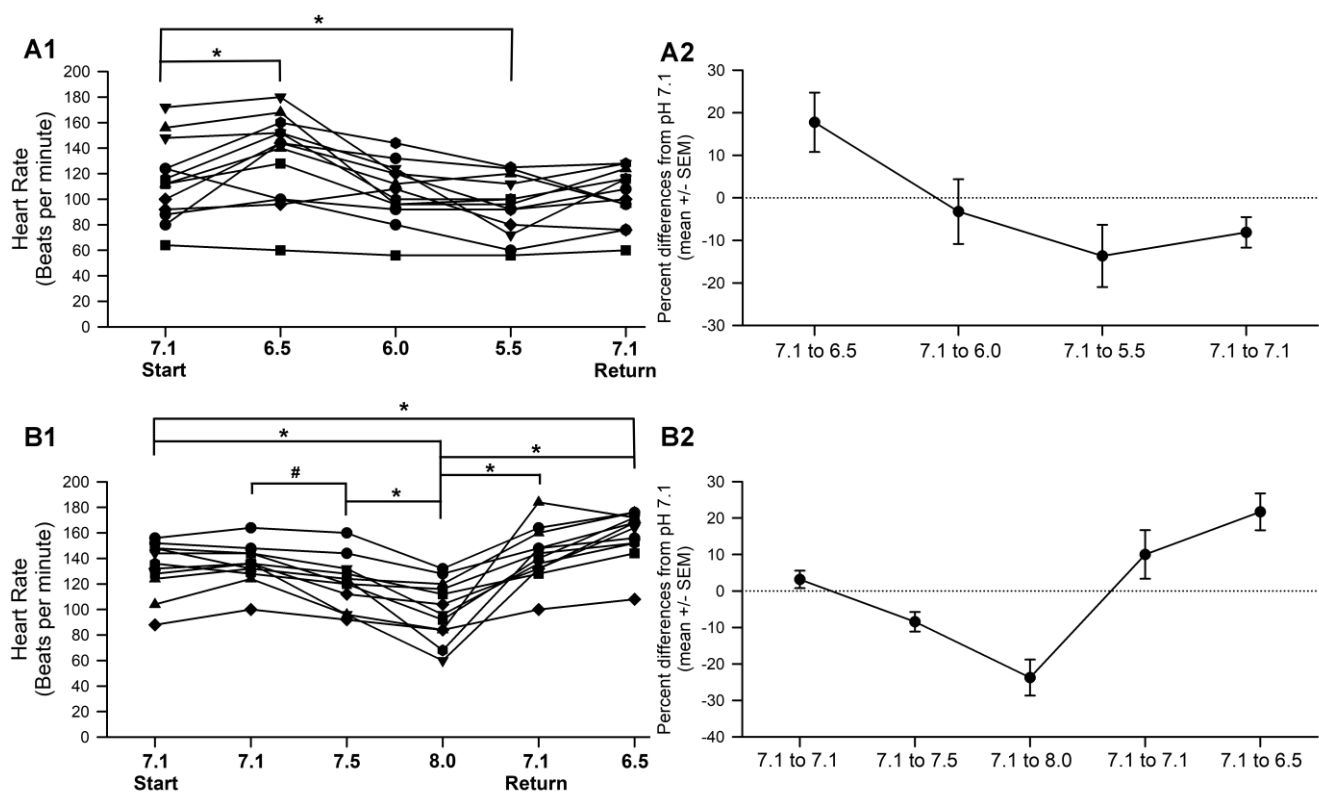 A1
*
*
Heart Rate
(Beats per minute)
200
180
160
140
120
100
80
60
40
20
0
7.1 6.5 6.0 5.5 7.1
Start Return
A2
Percent differences from pH 7.1
(mean +/- SEM)
30
20
10
0
-10
-20
-30
7.1 to 6.5 7.1 to 6.0 7.1 to 5.5 7.1 to 7.1
B1
*
*
*
*
#
*
Heart Rate
(Beats per minute)
200
180
160
140
120
100
80
60
40
20
0
7.1 7.1 7.5 8.0 7.1 6.5
Start Return
B2
Percent differences from pH 7.1
(mean +/- SEM)
30
20
10
0
-10
-20
-30
-40
7.1 to 7.1 7.1 to 7.5 7.1 to 8.0 7.1 to 7.1 7.1 to 6.5